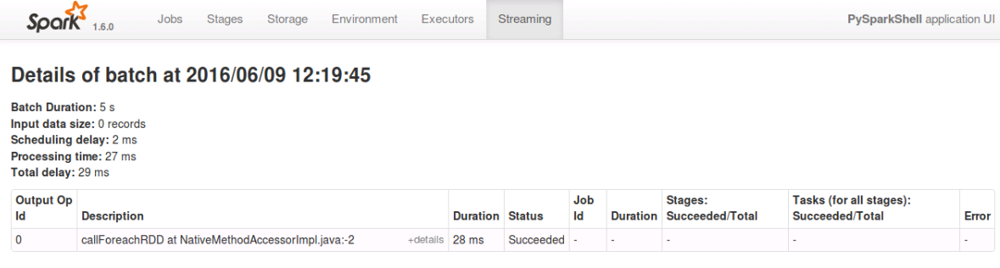 Spark 1.6.0 Jobs Stages Storage Environment Executors Streaming PySparkShell application UI
Details of batch at 2016/06/09 12:19:45
Batch Duration: 5 s
Input data size: 0 records
Scheduling delay: 2 ms
Processing time: 27 ms
Total delay: 29 ms
Output Op Id Description Duration Status Job Id Duration Stages: Succeeded/Total Tasks (for all stages): Succeeded/Total Error
0 callForeachRDD at NativeMethodAccessorImpl.java:-2 +details 28 ms Succeeded - - - - -